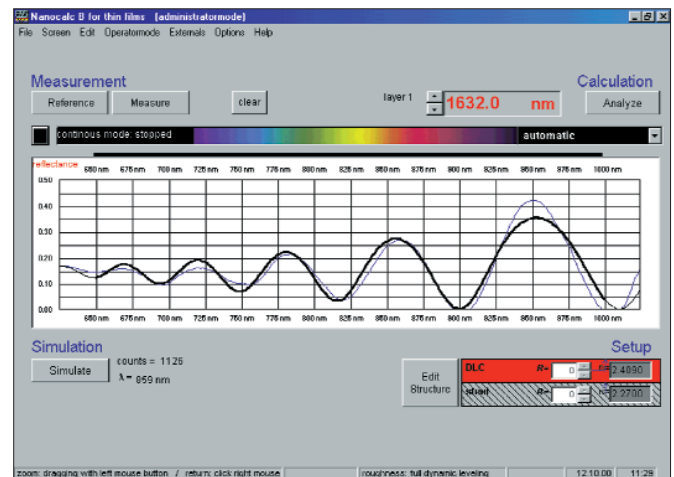 Nanocalc D for thin films (administratormode)
File Screen Edit Operatormode Externals Options Help
Measurement
Calculation
Reference Measure clear layer 1 1632.0 nm Analyze
continous mode: stopped automatic
reflectance
650 nm 675 nm 700 nm 725 nm 750 nm 775 nm 800 nm 825 nm 850 nm 875 nm 900 nm 925 nm 950 nm 975 nm 1000 nm
0.50
0.40
0.30
0.20
0.10
0.00
650 nm 675 nm 700 nm 725 nm 750 nm 775 nm 800 nm 825 nm 850 nm 875 nm 900 nm 925 nm 950 nm 975 nm 1000 nm
Simulation
Setup
Simulate
counts = 1126
λ = 959 nm
Edit Structure
DLC R= 0 n= 2.4090
R= 0 n= 2.2700
zoom: dragging with left mouse button / return: click right mouse roughness: full dynamic leveling 12.10.00 11:29